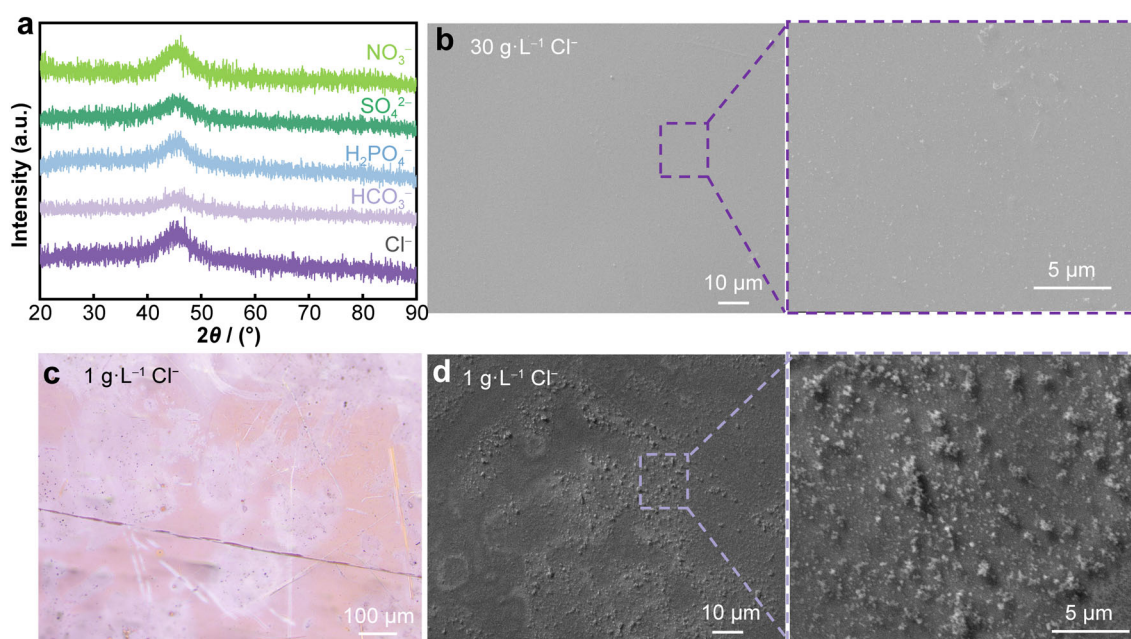 a
NO₃⁻
SO₄²⁻
H₂PO₄⁻
HCO₃⁻
Cl⁻
Intensity (a.u.)
20 30 40 50 60 70 80 90
2θ / (°)
b 30 g·L⁻¹ Cl⁻
10 μm
5 μm
c 1 g·L⁻¹ Cl⁻
100 μm
d 1 g·L⁻¹ Cl⁻
10 μm
5 μm